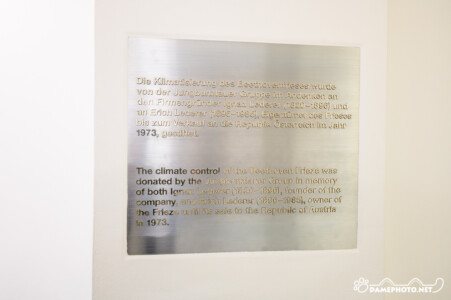 Die Klimatisierung des Beethovenfrieses wurde
von der
den Firmengründer Ignaz Lederer und
an Erich Lederer Eigentümer des Frieses
bis zum Verkauf an die Republik Österreich im Jahr
1973, gestiftet.
The climate control of the Beethoven Frieze was
donated by the Group in memory
of both Ignaz Lederer founder of the
company, and Erich Lederer owner of
the Frieze until its sale to the Republic of Austria
in 1973.
DAMEPHOTO.NET